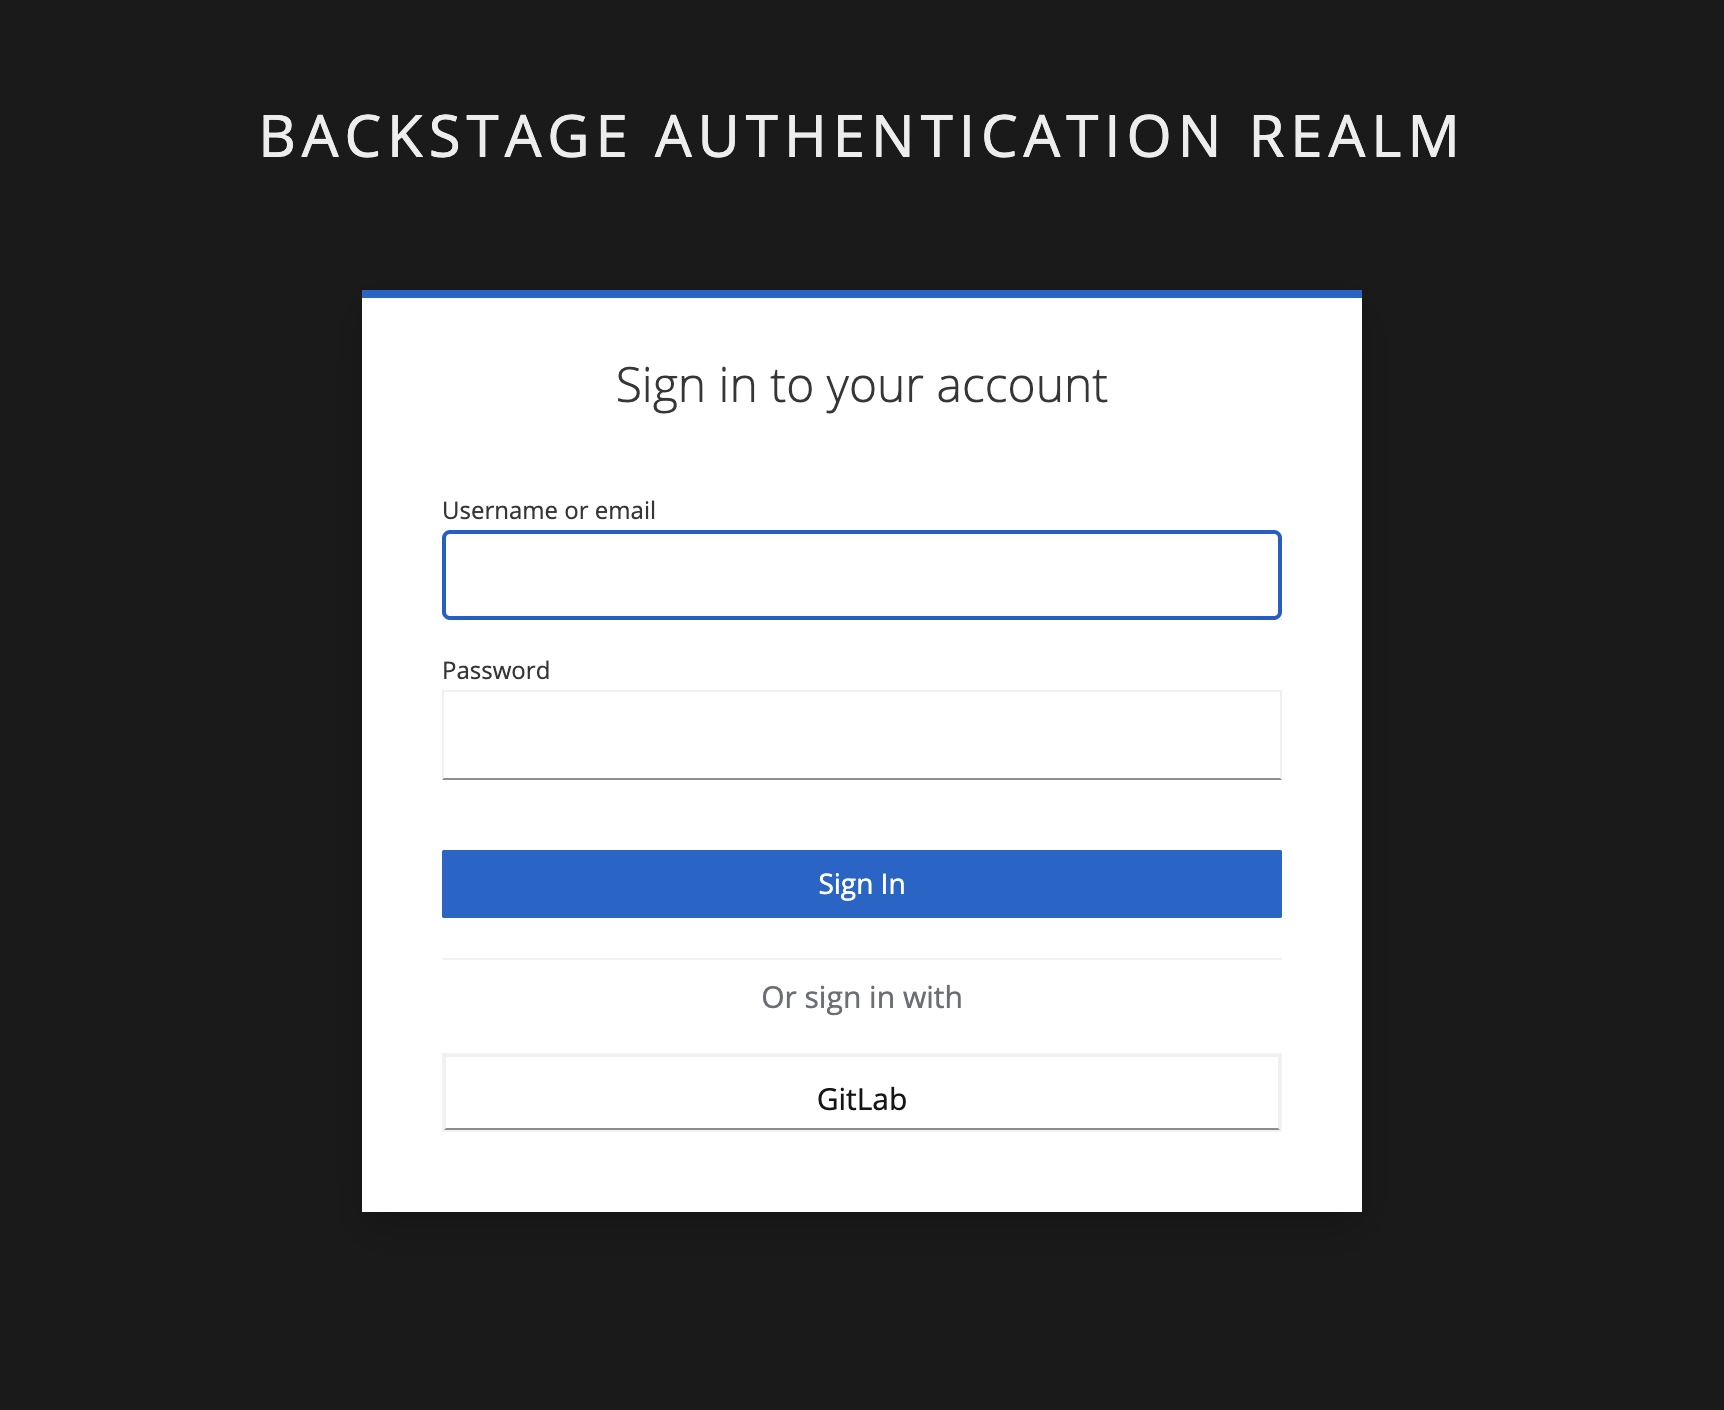 BACKSTAGE AUTHENTICATION REALM
Sign in to your account
Username or email
Password
Sign In
Or sign in with
GitLab